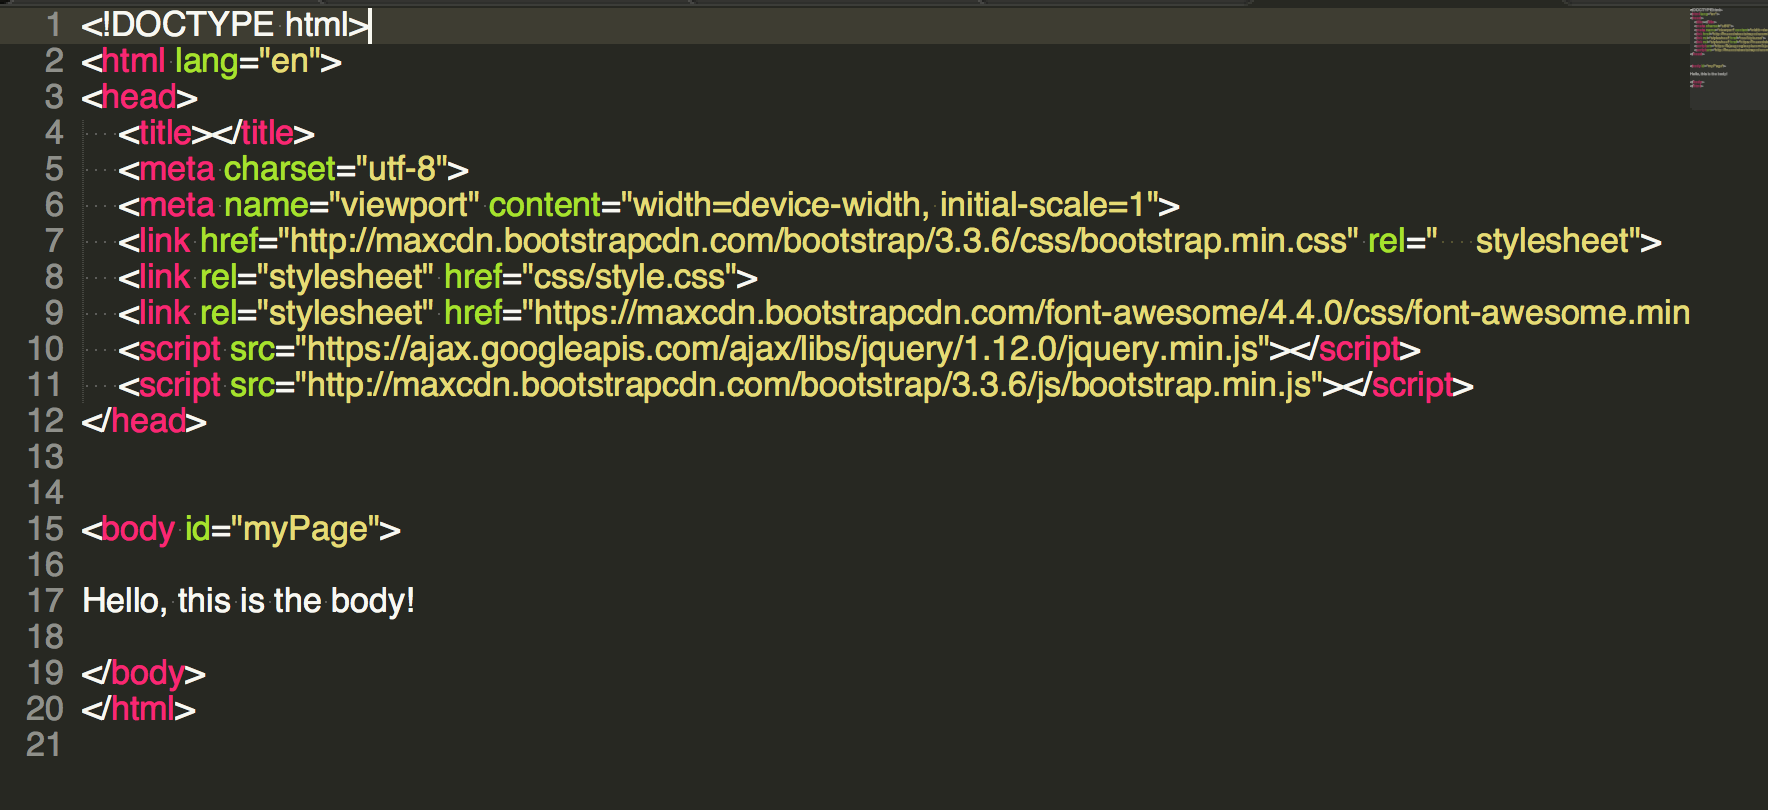 1 <!DOCTYPE html>
2 <html lang="en">
3 <head>
4     <title></title>
5     <meta charset="utf-8">
6     <meta name="viewport" content="width=device-width, initial-scale=1">
7     <link href="http://maxcdn.bootstrapcdn.com/bootstrap/3.3.6/css/bootstrap.min.css" rel="    stylesheet">
8     <link rel="stylesheet" href="css/style.css">
9     <link rel="stylesheet" href="https://maxcdn.bootstrapcdn.com/font-awesome/4.4.0/css/font-awesome.min
10     <script src="https://ajax.googleapis.com/ajax/libs/jquery/1.12.0/jquery.min.js"></script>
11     <script src="http://maxcdn.bootstrapcdn.com/bootstrap/3.3.6/js/bootstrap.min.js"></script>
12 </head>
13
14
15 <body id="myPage">
16
17 Hello, this is the body!
18
19 </body>
20 </html>
21